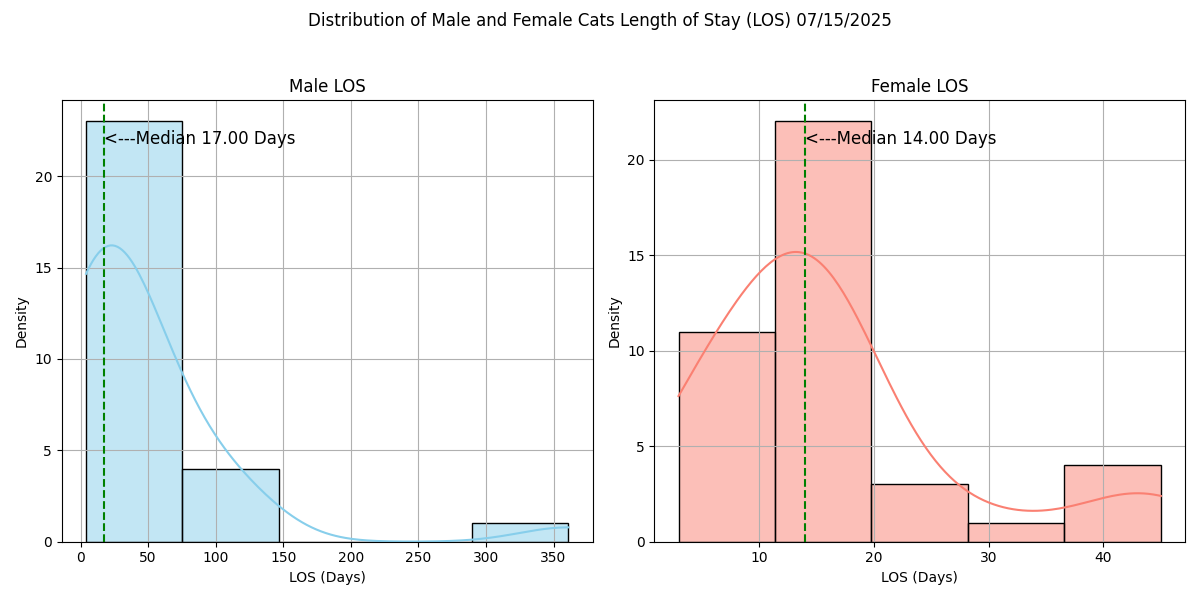 Distribution of Male and Female Cats Length of Stay (LOS) 07/15/2025
Male LOS
<---Median 17.00 Days
Density
20
15
10
5
0
0 50 100 150 200 250 300 350
LOS (Days)
Female LOS
<---Median 14.00 Days
Density
20
15
10
5
0
10 20 30 40
LOS (Days)